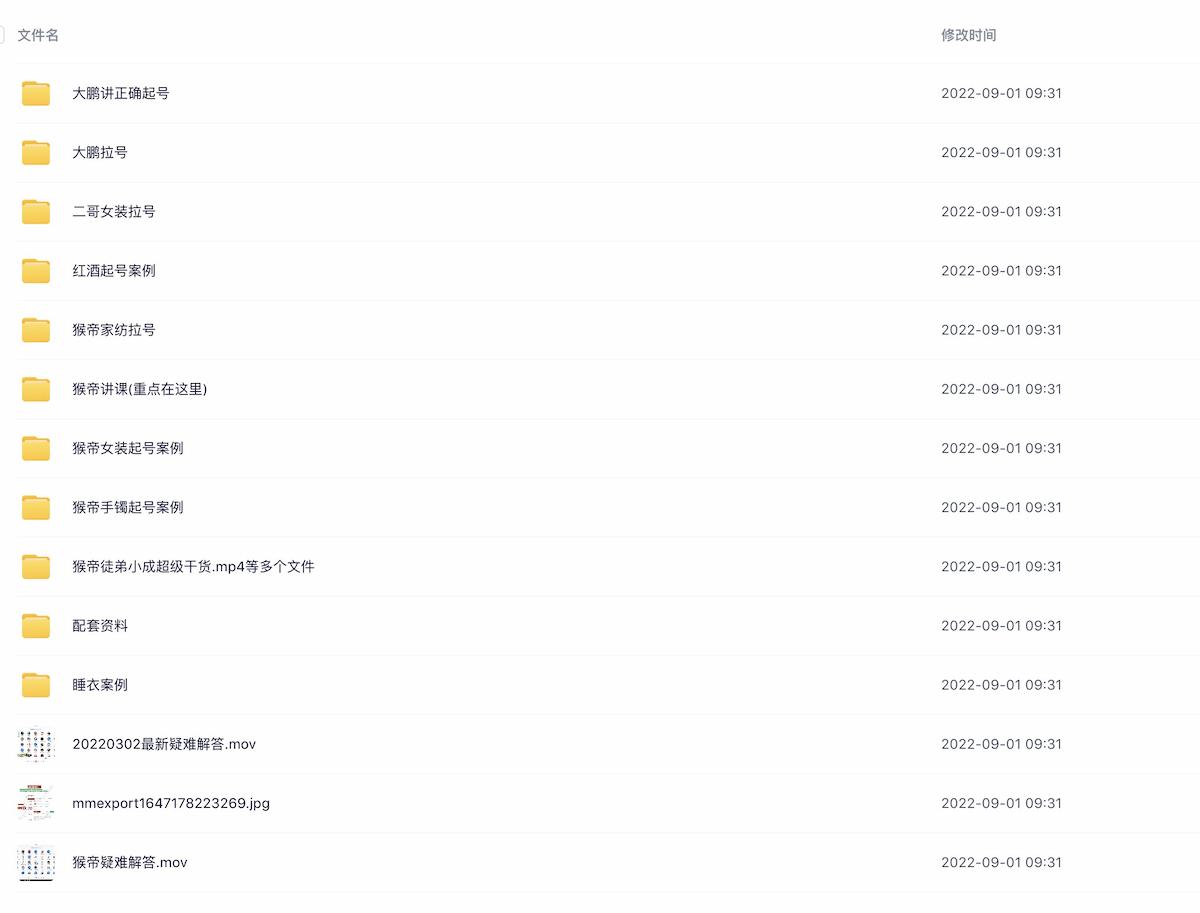 文件名 修改时间
大鹏讲正确起号 2022-09-01 09:31
大鹏拉号 2022-09-01 09:31
二哥女装拉号 2022-09-01 09:31
红酒起号案例 2022-09-01 09:31
猴帝家纺拉号 2022-09-01 09:31
猴帝讲课(重点在这里) 2022-09-01 09:31
猴帝女装起号案例 2022-09-01 09:31
猴帝手镯起号案例 2022-09-01 09:31
猴帝徒弟小成超级干货.mp4等多个文件 2022-09-01 09:31
配套资料 2022-09-01 09:31
睡衣案例 2022-09-01 09:31
20220302最新疑难解答.mov 2022-09-01 09:31
mmexport1647178223269.jpg 2022-09-01 09:31
猴帝疑难解答.mov 2022-09-01 09:31